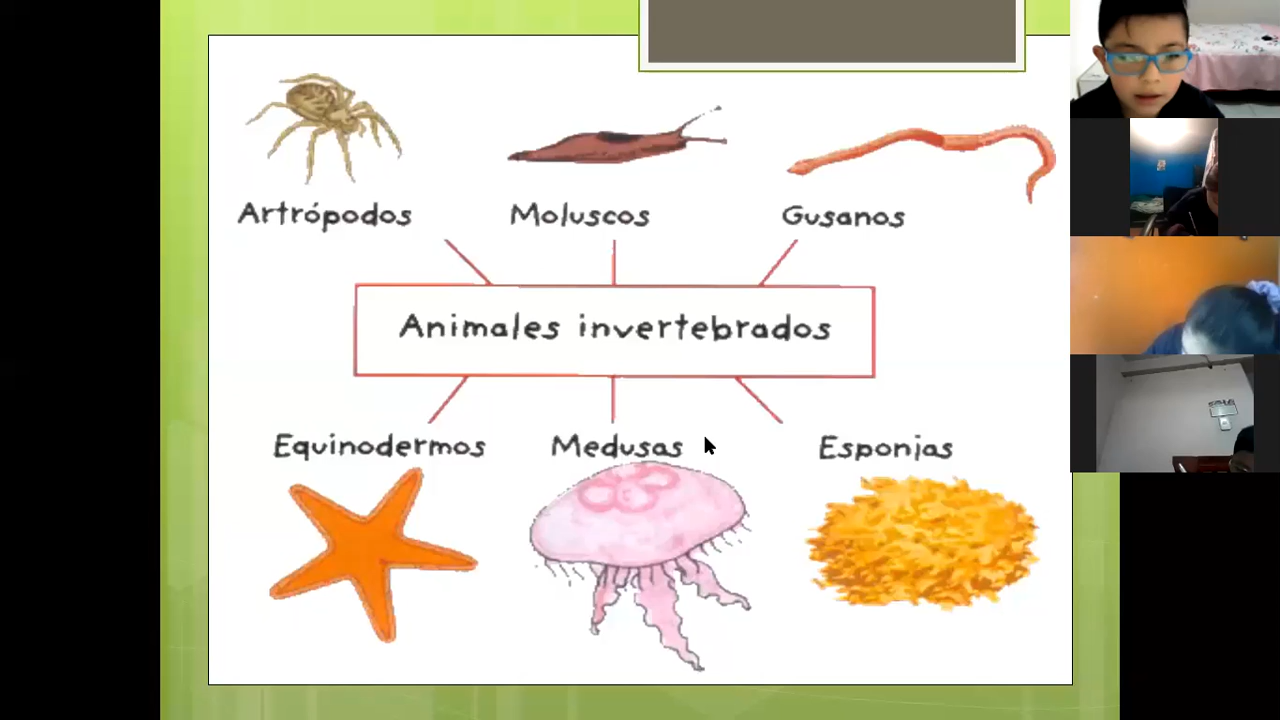 Artrópodos
Moluscos
Gusanos
Animales invertebrados
Equinodermos
Medusas
Esponjas